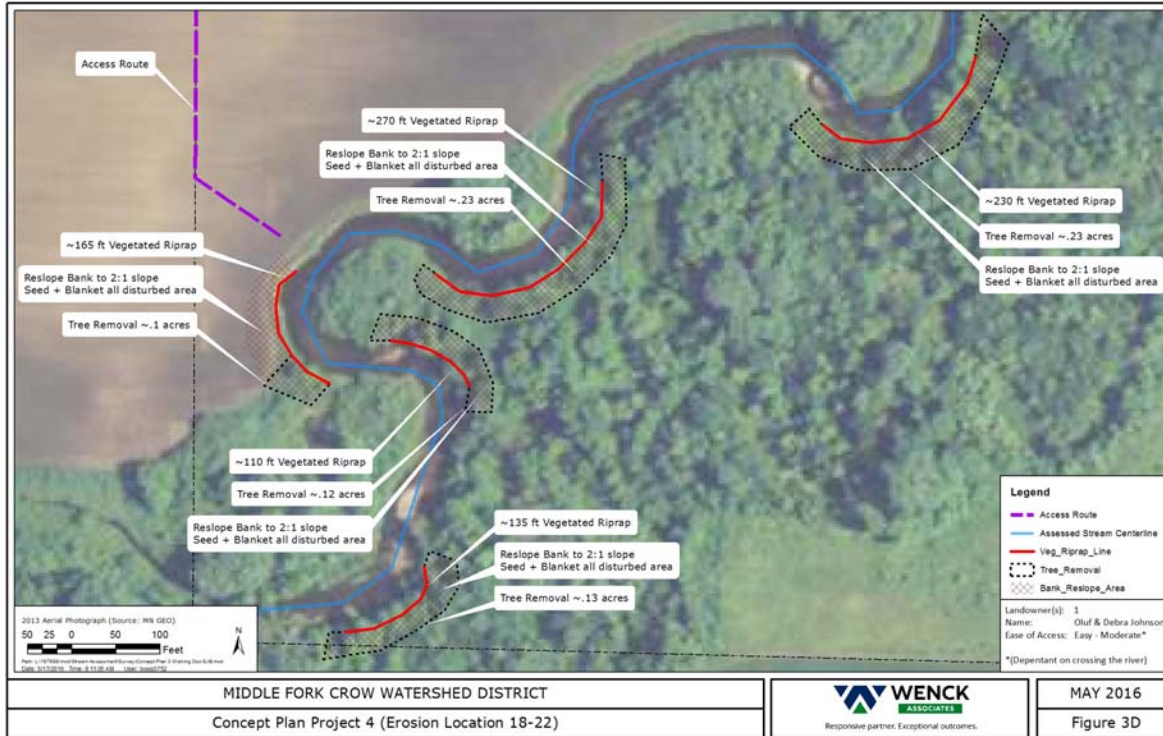 Access Route
~270 ft Vegetated Riprap
Reslope Bank to 2:1 slope
Seed + Blanket all disturbed area
Tree Removal ~.23 acres
~230 ft Vegetated Riprap
Tree Removal ~.23 acres
Reslope Bank to 2:1 slope
Seed + Blanket all disturbed area
~165 ft Vegetated Riprap
Reslope Bank to 2:1 slope
Seed + Blanket all disturbed area
Tree Removal ~.1 acres
~110 ft Vegetated Riprap
Tree Removal ~.12 acres
Reslope Bank to 2:1 slope
Seed + Blanket all disturbed area
~135 ft Vegetated Riprap
Reslope Bank to 2:1 slope
Seed + Blanket all disturbed area
Tree Removal ~.13 acres
Legend
Access Route
Assessed Stream Centerline
Veg_Riprap_Line
Tree_Removal
Bank_Reslope_Area
Landowner(s): 1
Name: Oluf & Debra Johnson
Ease of Access: Easy - Moderate*
*(Dependant on crossing the river)
2013 Aerial Photograph (Source: MN GEO)
50 25 0 50 100
Feet
N
MIDDLE FORK CROW WATERSHED DISTRICT
Concept Plan Project 4 (Erosion Location 18-22)
WENCK
ASSOCIATES
Responsive partner. Exceptional outcomes.
MAY 2016
Figure 3D